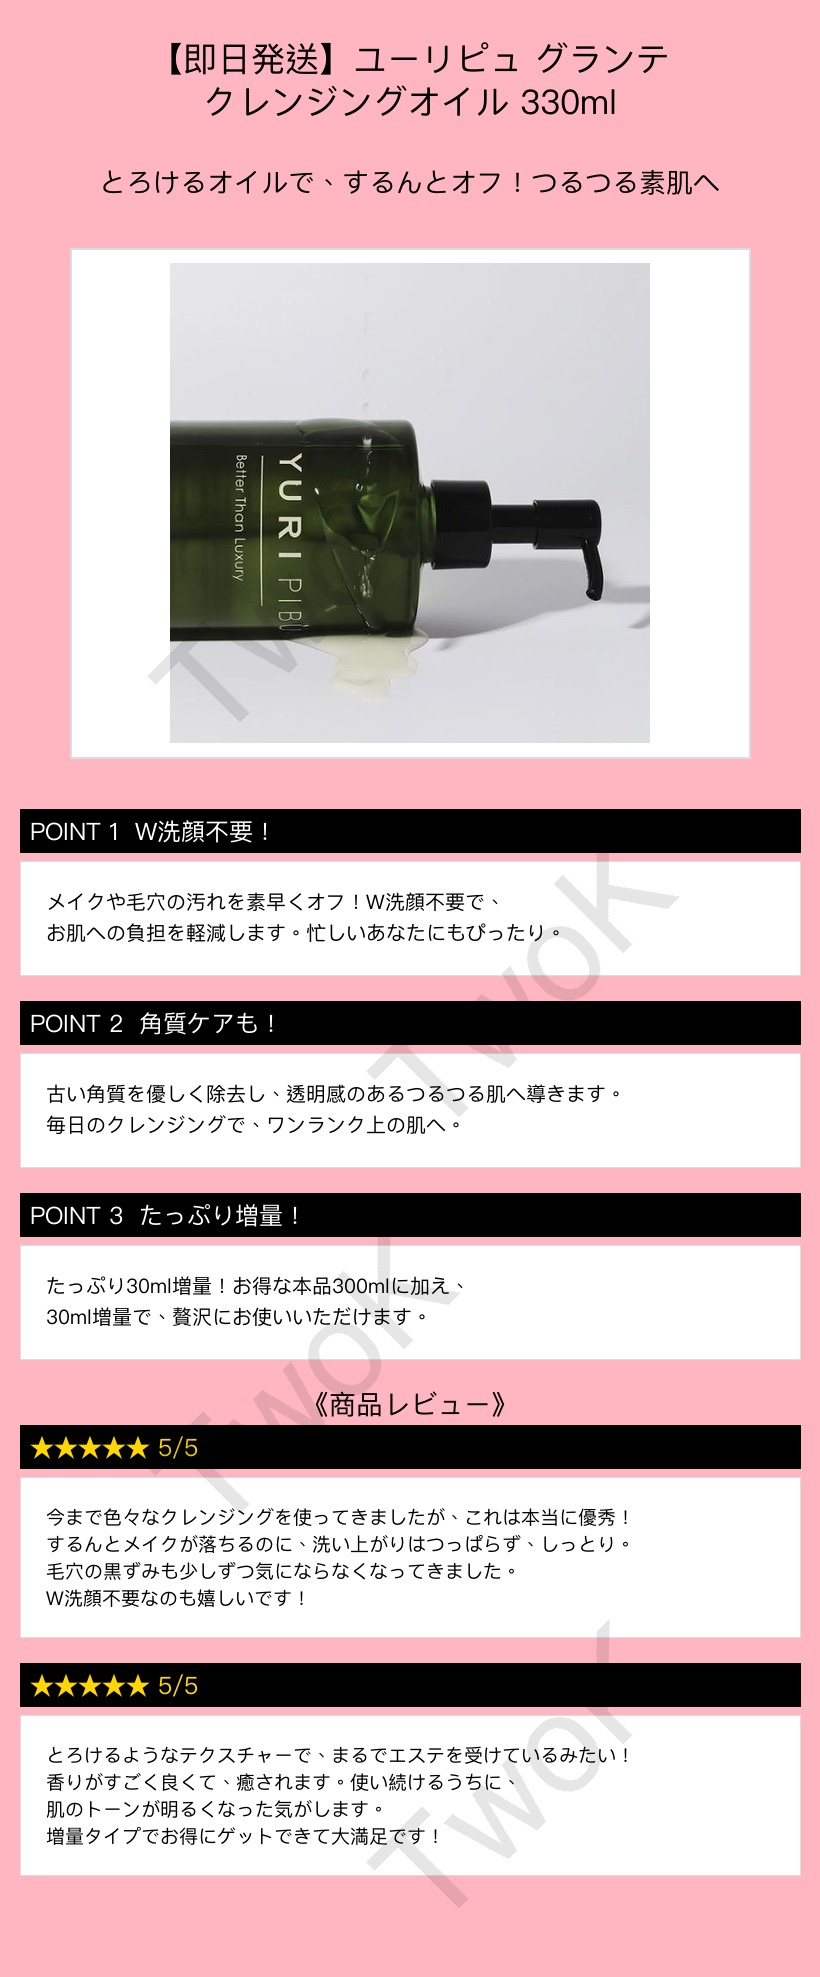 【即日発送】ユーリピュ グランテ
クレンジングオイル 330ml
とろけるオイルで、するんとオフ！つるつる素肌へ
YURI PIBU
Better Than Luxury
TwoK
POINT 1 W洗顔不要！
メイクや毛穴の汚れを素早くオフ！W洗顔不要で、
お肌への負担を軽減します。忙しいあなたにもぴったり。
TwoK
POINT 2 角質ケアも！
古い角質を優しく除去し、透明感のあるつるつる肌へ導きます。
毎日のクレンジングで、ワンランク上の肌へ。
POINT 3 たっぷり増量！
たっぷり30ml増量！お得な本品300mlに加え、
30ml増量で、贅沢にお使いいただけます。
TwoK
《商品レビュー》
★★★★★ 5/5
今まで色々なクレンジングを使ってきましたが、これは本当に優秀！
するんとメイクが落ちるのに、洗い上がりはつっぱらず、しっとり。
毛穴の黒ずみも少しずつ気にならなくなってきました。
W洗顔不要なのも嬉しいです！
★★★★★ 5/5
とろけるようなテクスチャーで、まるでエステを受けているみたい！
香りがすごく良くて、癒されます。使い続けるうちに、
肌のトーンが明るくなった気がします。
増量タイプでお得にゲットできて大満足です！
TwoK